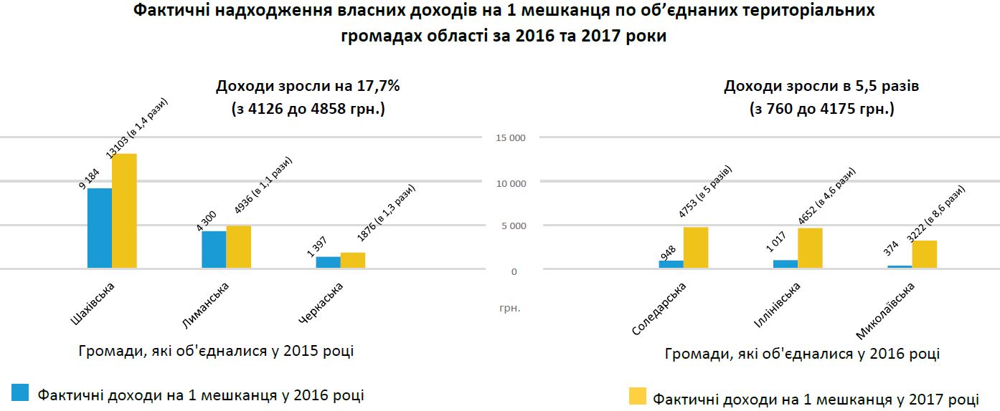 Фактичні надходження власних доходів на 1 мешканця по об’єднаних територіальних
громадах області за 2016 та 2017 роки
Доходи зросли на 17,7%
(з 4126 до 4858 грн.)
9 184
13103 (в 1,4 рази)
4 300
4936 (в 1,1 рази)
1 397
1876 (в 1,3 рази)
Шахівська
Лиманська
Черкаська
Громади, які об'єдналися у 2015 році
15 000
10 000
5 000
0
грн.
Доходи зросли в 5,5 разів
(з 760 до 4175 грн.)
948
4753 (в 5 разів)
1 017
4652 (в 4,6 рази)
374
3222 (в 8,6 рази)
Соледарська
Іллінівська
Миколаївська
Громади, які об'єдналися у 2016 році
Фактичні доходи на 1 мешканця у 2016 році
Фактичні доходи на 1 мешканця у 2017 році